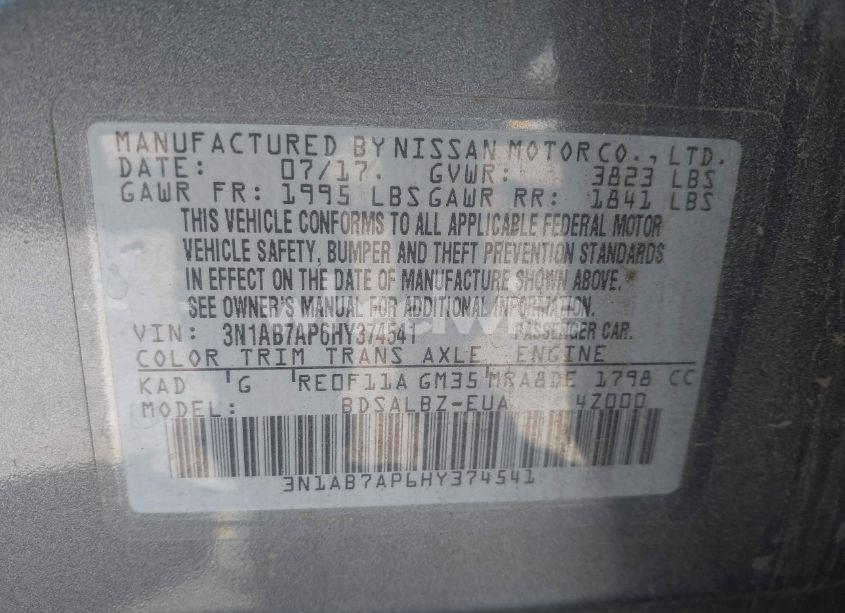 MANUFACTURED BY NISSAN MOTOR CO., LTD.
DATE: 07/17. GVWR: 3823 LBS
GAWR FR: 1995 LBS GAWR RR: 1841 LBS
THIS VEHICLE CONFORMS TO ALL APPLICABLE FEDERAL MOTOR
VEHICLE SAFETY, BUMPER AND THEFT PREVENTION STANDARDS
IN EFFECT ON THE DATE OF MANUFACTURE SHOWN ABOVE.
SEE OWNER'S MANUAL FOR ADDITIONAL INFORMATION.
VIN: 3N1AB7AP6HY374541 PASSENGER CAR.
COLOR TRIM TRANS AXLE ENGINE
KAD G RE0F11A GM35 MRA8DE 1798 CC
MODEL: BDSALBZ-EUA 4Z000
3N1AB7AP6HY374541